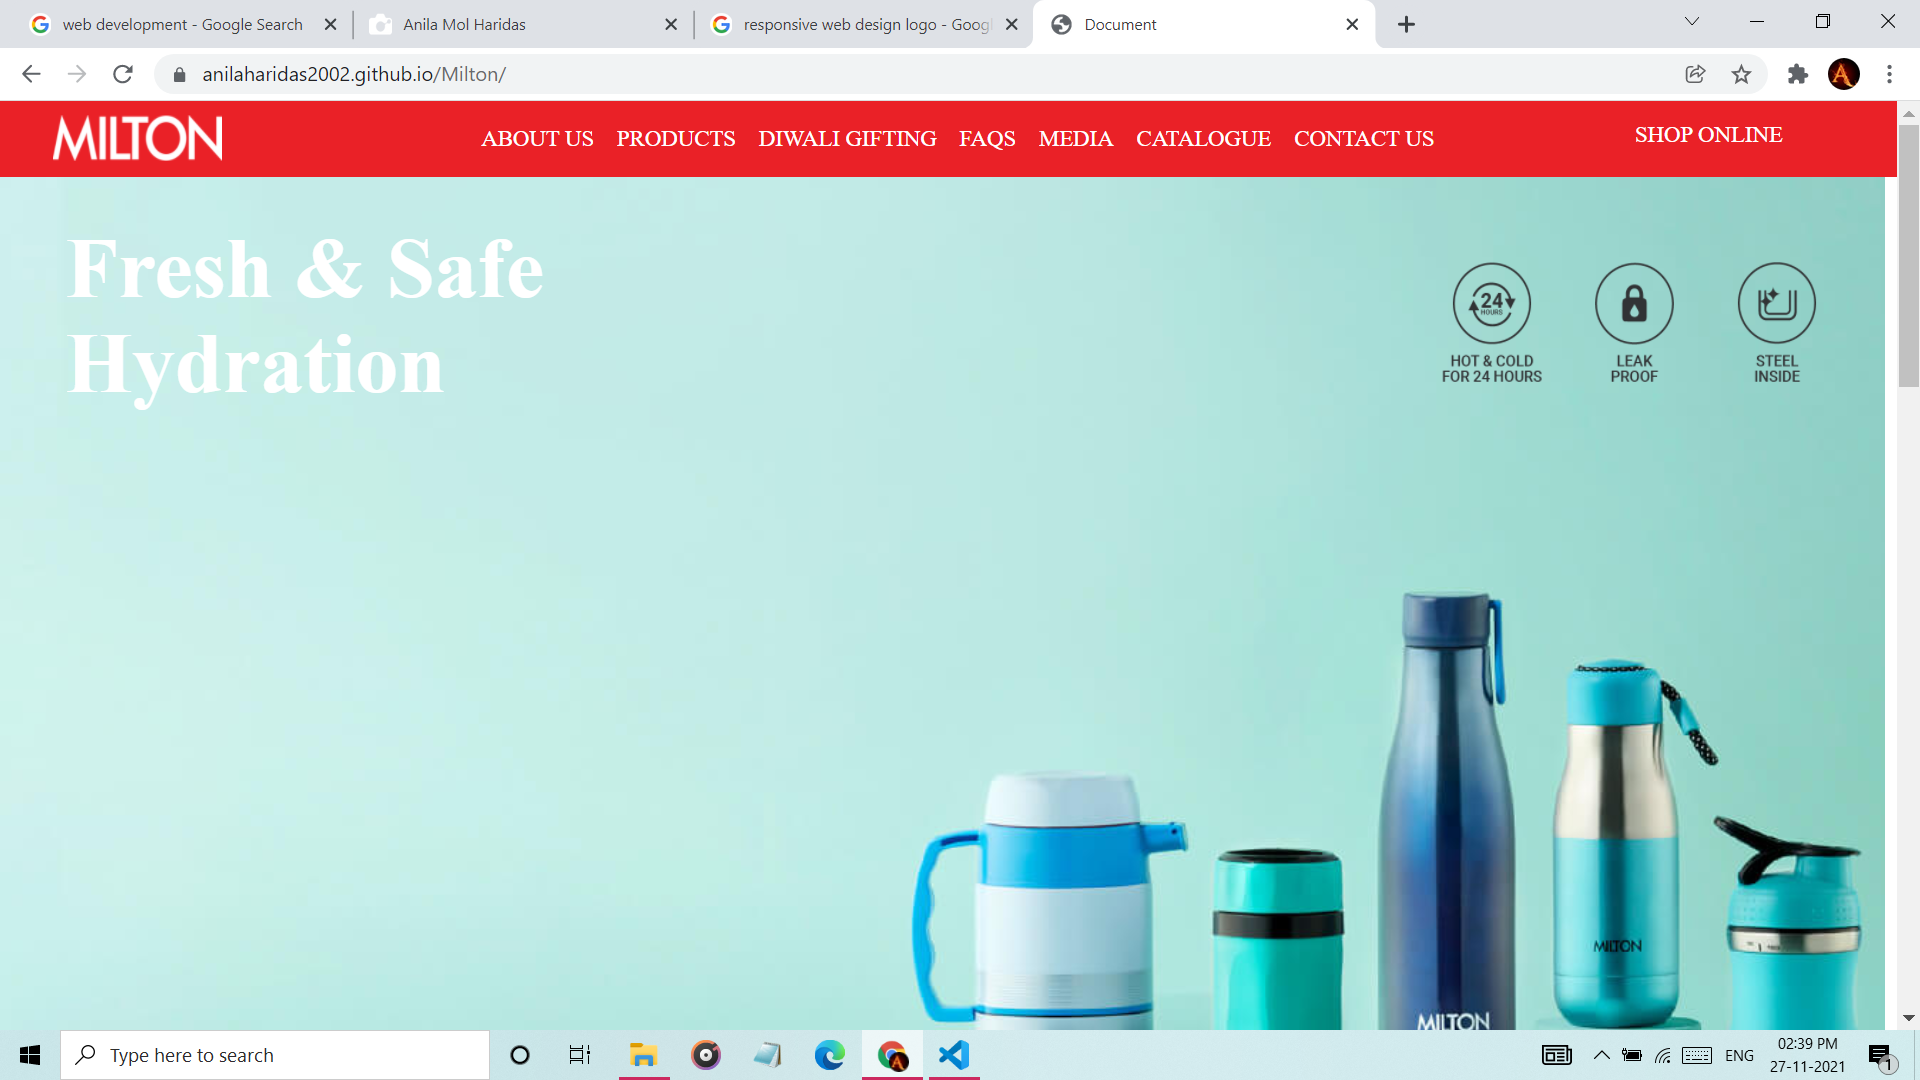 web development - Google Search
Anila Mol Haridas
responsive web design logo - Goog
Document
anilaharidas2002.github.io/Milton/
MILTON
ABOUT US PRODUCTS DIWALI GIFTING FAQS MEDIA CATALOGUE CONTACT US
SHOP ONLINE
Fresh & Safe
Hydration
24
HOURS
HOT & COLD
FOR 24 HOURS
LEAK
PROOF
STEEL
INSIDE
MILTON
MILTON
Type here to search
ENG
02:39 PM
27-11-2021
1